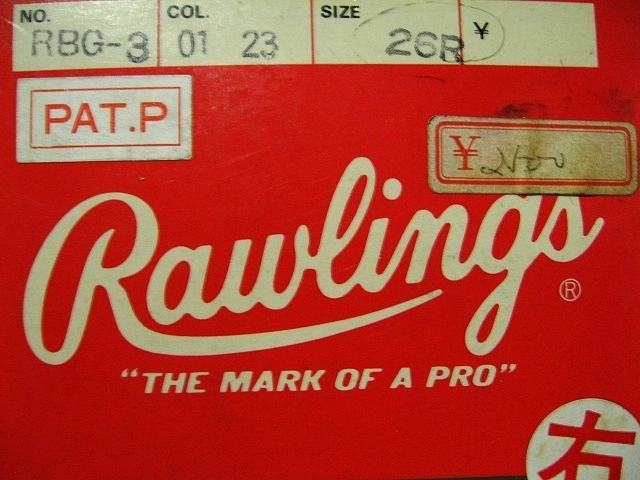 NO. COL. SIZE ¥
RBG-3 01 23 26R
PAT.P
¥
Rawlings ®
"THE MARK OF A PRO"
右